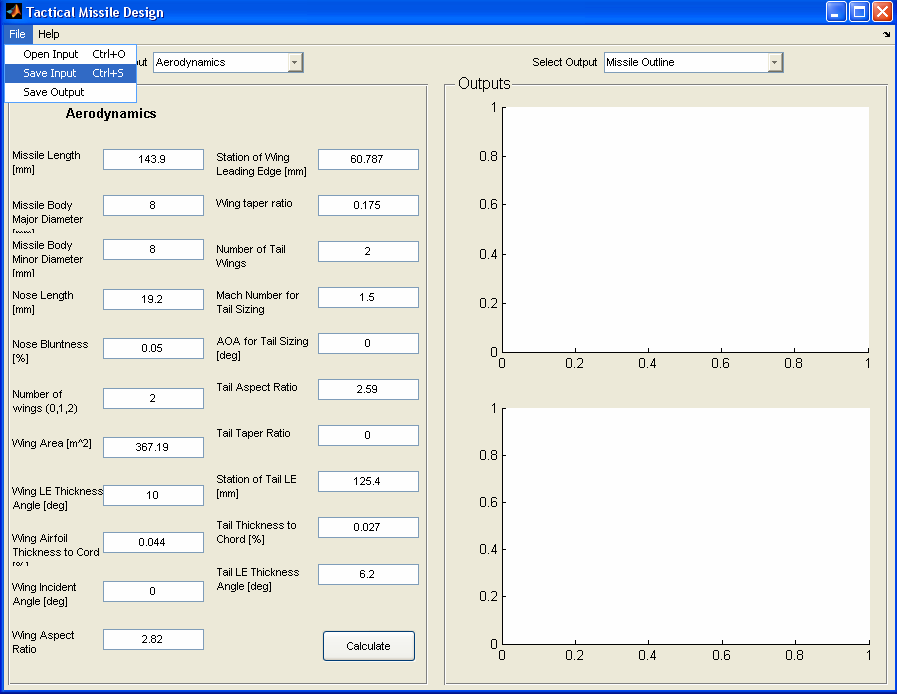 Tactical Missile Design
File Help
Open Input Ctrl+O
Save Input Ctrl+S
Save Output
ut Aerodynamics
Select Output Missile Outline
Aerodynamics
Missile Length
[mm]
143.9
Missile Body
Major Diameter
[mm]
8
Missile Body
Minor Diameter
[mm]
8
Nose Length
[mm]
19.2
Nose Bluntness
[%]
0.05
Number of
wings (0,1,2)
2
Wing Area [m^2]
367.19
Wing LE Thickness
Angle [deg]
10
Wing Airfoil
Thickness to Cord
[%]
0.044
Wing Incident
Angle [deg]
0
Wing Aspect
Ratio
2.82
Station of Wing
Leading Edge [mm]
60.787
Wing taper ratio
0.175
Number of Tail
Wings
2
Mach Number for
Tail Sizing
1.5
AOA for Tail Sizing
[deg]
0
Tail Aspect Ratio
2.59
Tail Taper Ratio
0
Station of Tail LE
[mm]
125.4
Tail Thickness to
Chord [%]
0.027
Tail LE Thickness
Angle [deg]
6.2
Calculate
Outputs
1
0.8
0.6
0.4
0.2
0
0 0.2 0.4 0.6 0.8 1
1
0.8
0.6
0.4
0.2
0
0 0.2 0.4 0.6 0.8 1